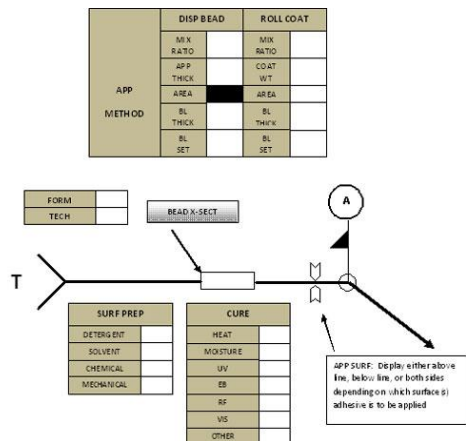 DISP BEAD ROLL COAT
APP
METHOD
MIX
RATIO
MIX
RATIO
APP
THICK
COAT
WT
AREA AREA
BL
THICK
BL
THICK
BL
SET
BL
SET
FORM
TECH
BEAD X-SECT
A
T
SURF PREP
DETERGENT
SOLVENT
CHEMICAL
MECHANICAL
CURE
HEAT
MOISTURE
UV
EB
RF
VIS
OTHER
APP SURF: Display either above
line, below line, or both sides
depending on which surface(s)
adhesive is to be applied